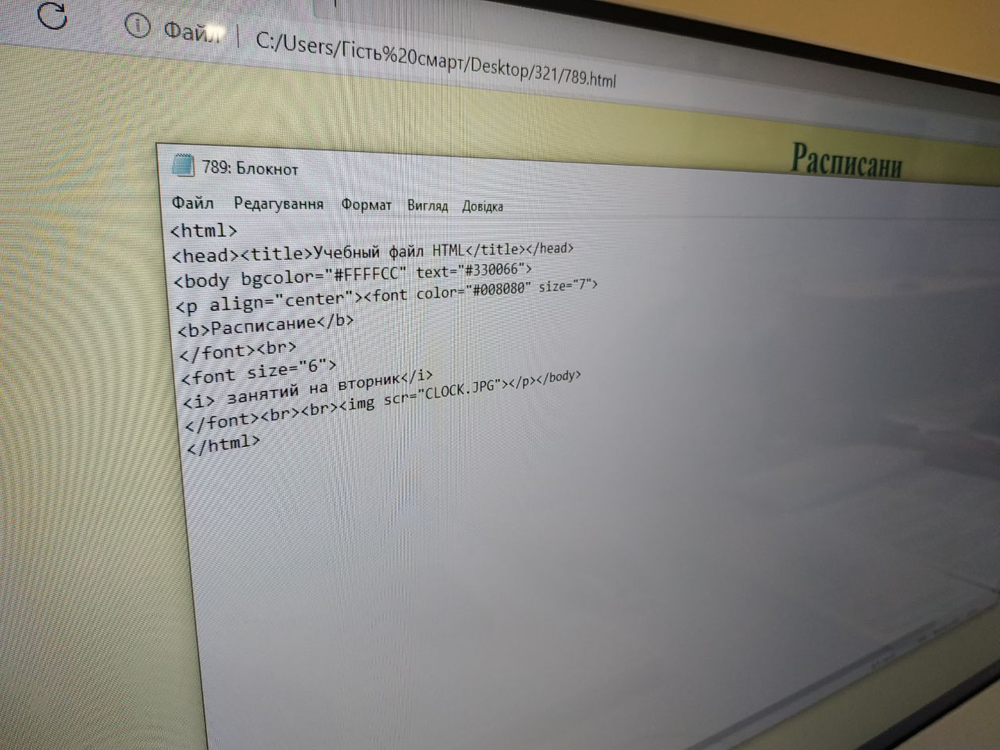 Файл | C:/Users/Гість%20смарт/Desktop/321/789.html
Расписани
789: Блокнот
Файл Редагування Формат Вигляд Довідка
<html>
<head><title>Учебный файл HTML</title></head>
<body bgcolor="#FFFFCC" text="#330066">
<p align="center"><font color="#008080" size="7">
<b>Расписание</b>
</font><br>
<font size="6">
<i> занятий на вторник</i>
</font><br><br><img scr="CLOCK.JPG"></p></body>
</html>